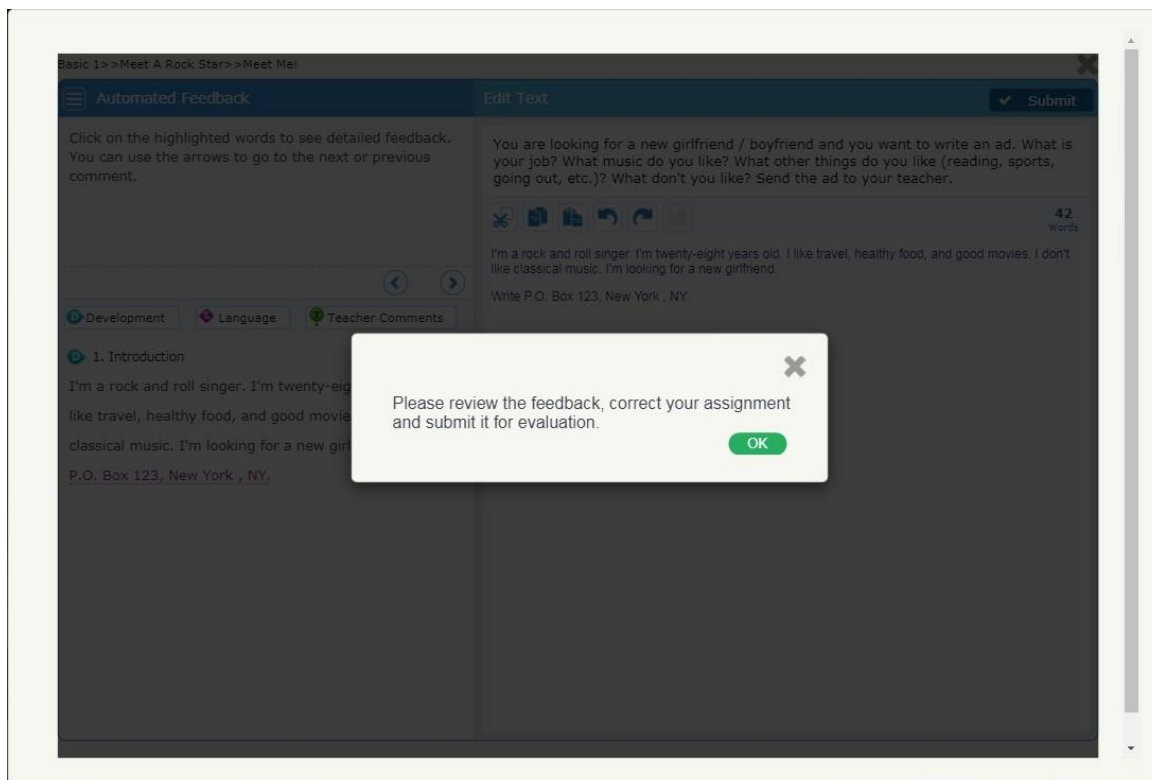 Basic 1>>Meet A Rock Star>>Meet Me!
Automated Feedback
Click on the highlighted words to see detailed feedback.
You can use the arrows to go to the next or previous
comment.
D Development
L Language
T Teacher Comments
D 1. Introduction
I'm a rock and roll singer. I'm twenty-eig
like travel, healthy food, and good movie
classical music. I'm looking for a new girl
P.O. Box 123, New York , NY.
Edit Text
Submit
You are looking for a new girlfriend / boyfriend and you want to write an ad. What is
your job? What music do you like? What other things do you like (reading, sports,
going out, etc.)? What don't you like? Send the ad to your teacher.
42
Words
I'm a rock and roll singer. I'm twenty-eight years old. I like travel, healthy food, and good movies. I don't
like classical music. I'm looking for a new girlfriend.
Write P.O. Box 123, New York , NY.
Please review the feedback, correct your assignment
and submit it for evaluation.
OK